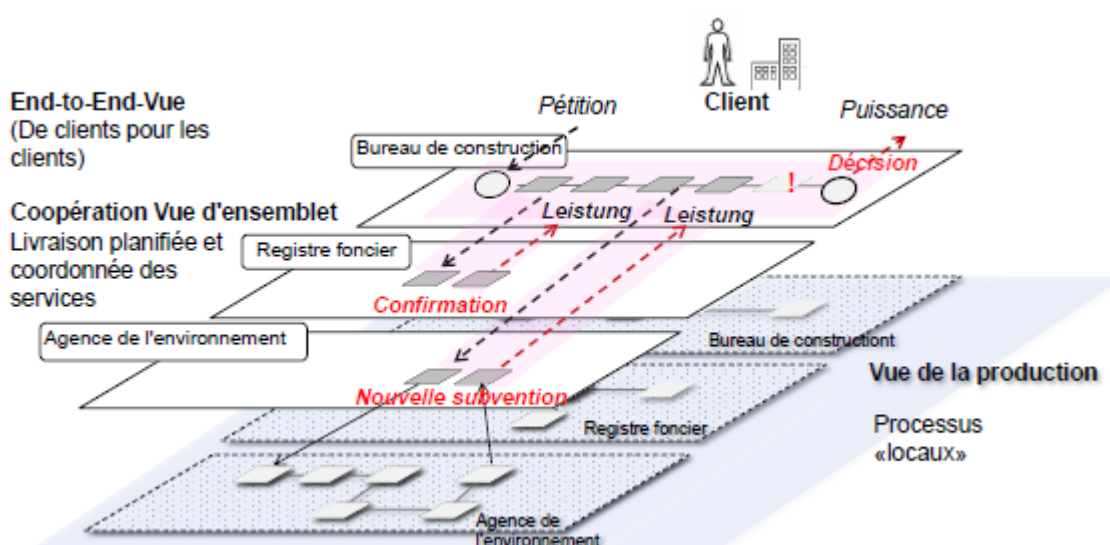 End-to-End-Vue
(De clients pour les
clients)
Pétition
Client
Puissance
Bureau de construction
Décision
!
Coopération Vue d'ensemblet
Livraison planifiée et
coordonnée des
services
Leistung
Leistung
Registre foncier
Confirmation
Agence de l'environnement
Bureau de constructiont
Vue de la production
Nouvelle subvention
Registre foncier
Processus
«locaux»
Agence de
l'environnement